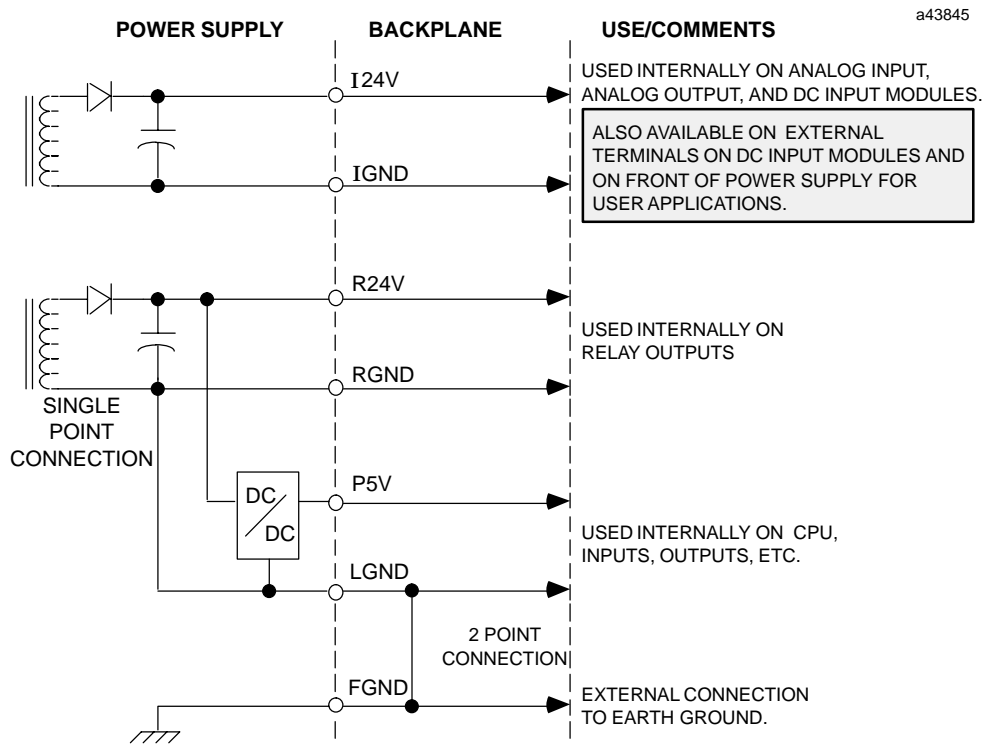 a43845
POWER SUPPLY
BACKPLANE
USE/COMMENTS
I24V
USED INTERNALLY ON ANALOG INPUT,
ANALOG OUTPUT, AND DC INPUT MODULES.
ALSO AVAILABLE ON EXTERNAL
TERMINALS ON DC INPUT MODULES AND
ON FRONT OF POWER SUPPLY FOR
USER APPLICATIONS.
IGND
R24V
USED INTERNALLY ON
RELAY OUTPUTS
RGND
SINGLE
POINT
CONNECTION
P5V
DC
DC
USED INTERNALLY ON CPU,
INPUTS, OUTPUTS, ETC.
LGND
2 POINT
CONNECTION
FGND
EXTERNAL CONNECTION
TO EARTH GROUND.